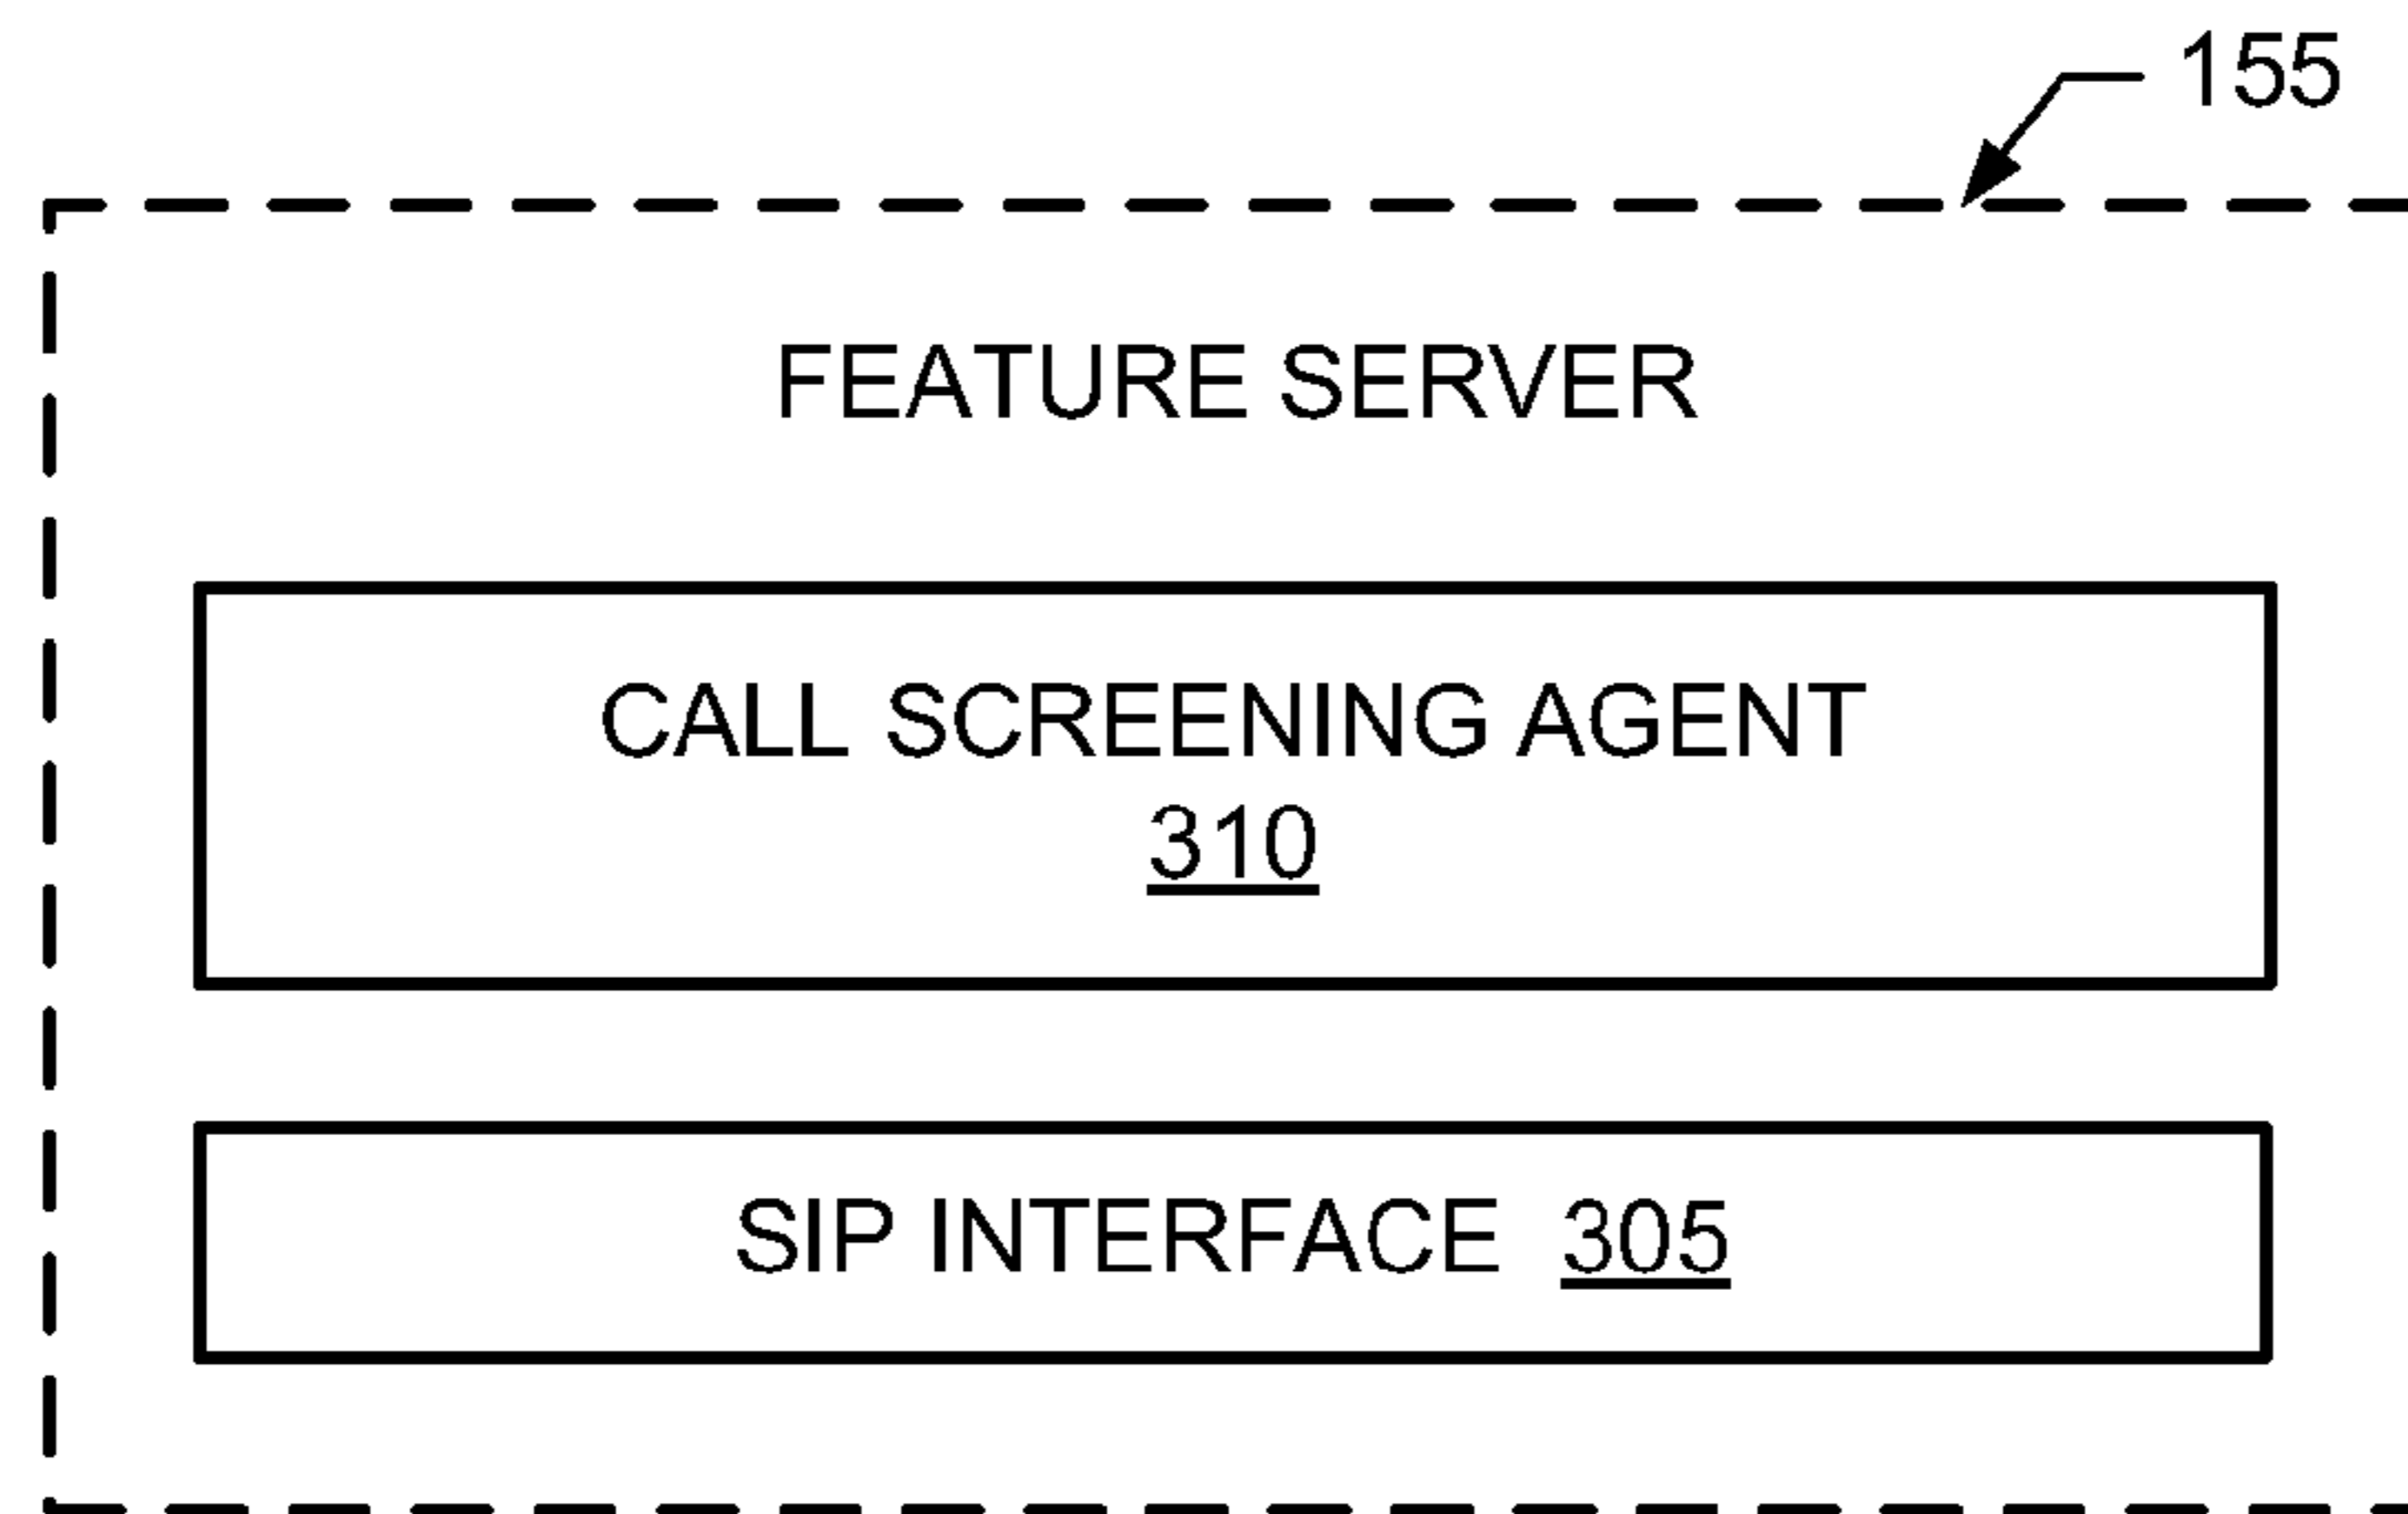 155
FEATURE SERVER
CALL SCREENING AGENT
310
SIP INTERFACE 305